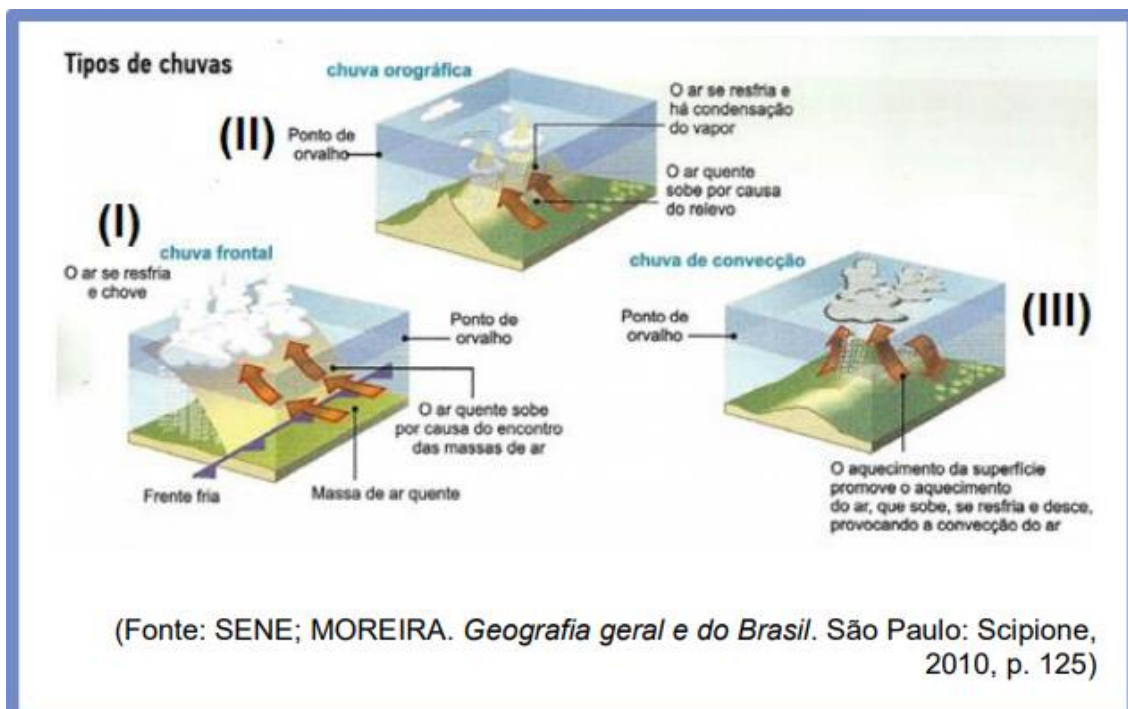 Tipos de chuvas
chuva orográfica
(II)
Ponto de
orvalho
O ar se resfria e
há condensação
do vapor
O ar quente
sobe por causa
do relevo
(I)
chuva frontal
O ar se resfria
e chove
Ponto de
orvalho
O ar quente sobe
por causa do encontro
das massas de ar
Frente fria
Massa de ar quente
chuva de convecção
(III)
Ponto de
orvalho
O aquecimento da superfície
promove o aquecimento
do ar, que sobe, se resfria e desce,
provocando a convecção do ar
(Fonte: SENE; MOREIRA. Geografia geral e do Brasil. São Paulo: Scipione,
2010, p. 125)